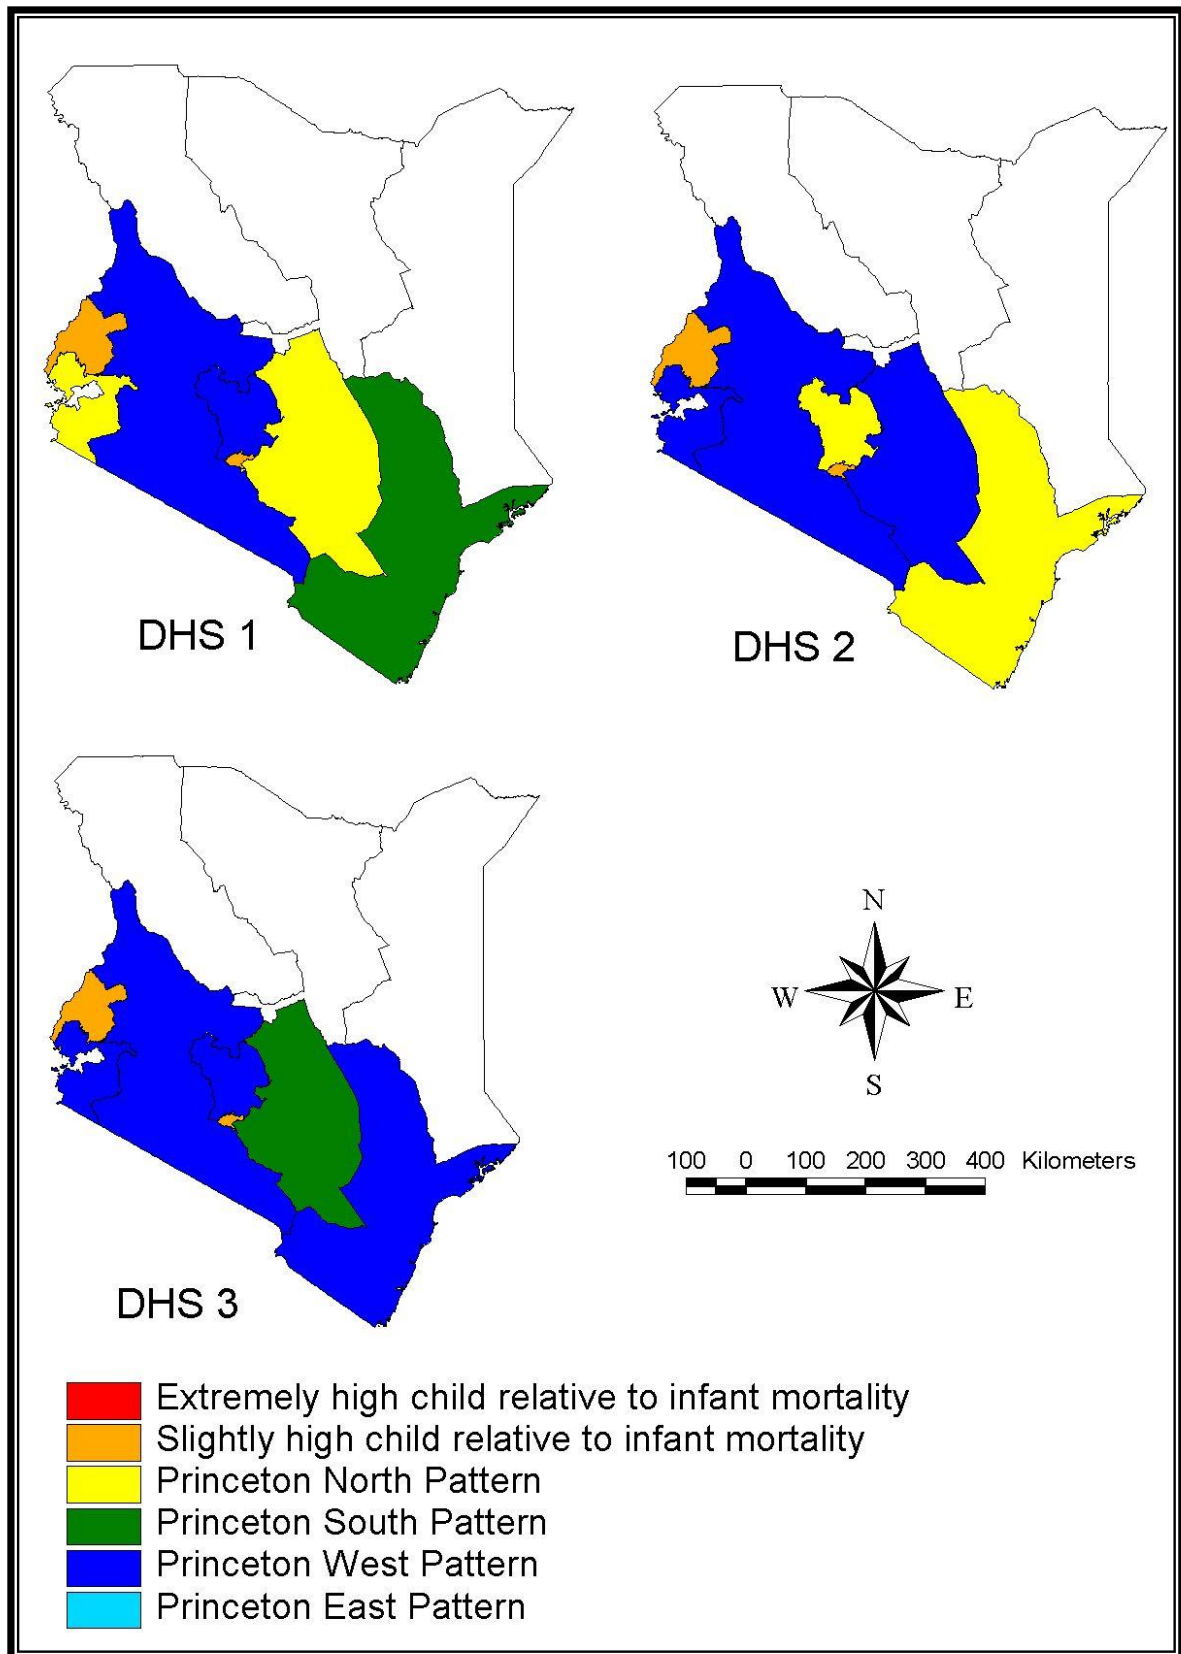 DHS 1
DHS 2
DHS 3
N
W E
S
100 0 100 200 300 400 Kilometers
Extremely high child relative to infant mortality
Slightly high child relative to infant mortality
Princeton North Pattern
Princeton South Pattern
Princeton West Pattern
Princeton East Pattern